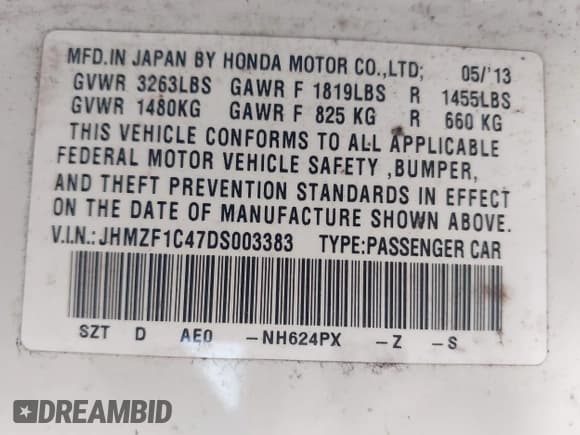 MFD.IN JAPAN BY HONDA MOTOR CO.,LTD; 05/'13
GVWR 3263LBS GAWR F 1819LBS R 1455LBS
GVWR 1480KG GAWR F 825 KG R 660 KG
THIS VEHICLE CONFORMS TO ALL APPLICABLE
FEDERAL MOTOR VEHICLE SAFETY ,BUMPER,
AND THEFT PREVENTION STANDARDS IN EFFECT
ON THE DATE OF MANUFACTURE SHOWN ABOVE.
V.I.N.: JHMZF1C47DS003383 TYPE:PASSENGER CAR
SZT D AE0 -NH624PX -Z -S
DREAMBID